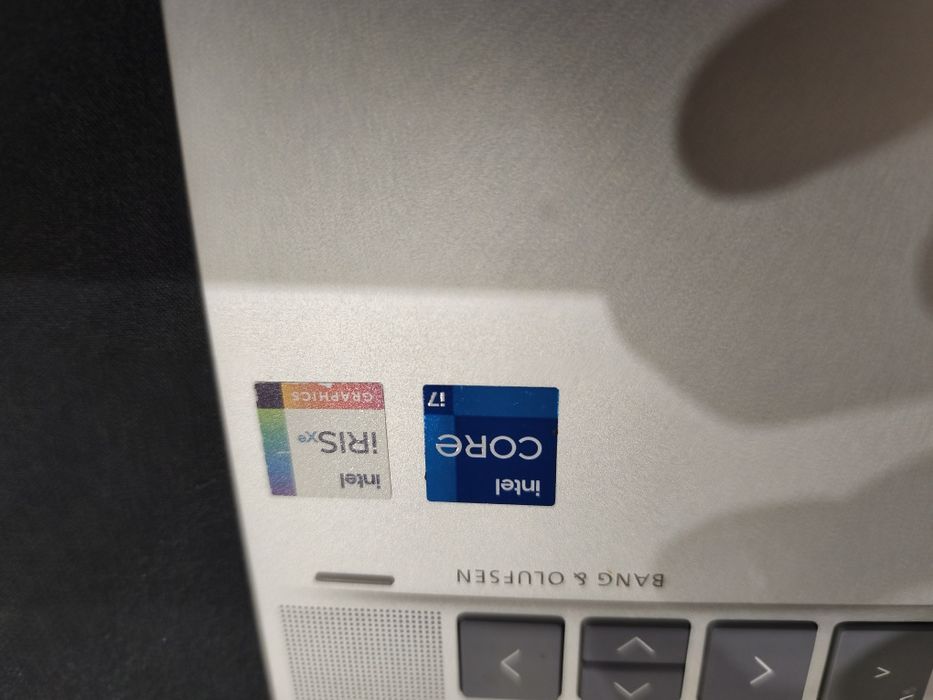 BANG & OLUFSEN
intel
CORE
i7
intel
iRISxe
GRAPHICS